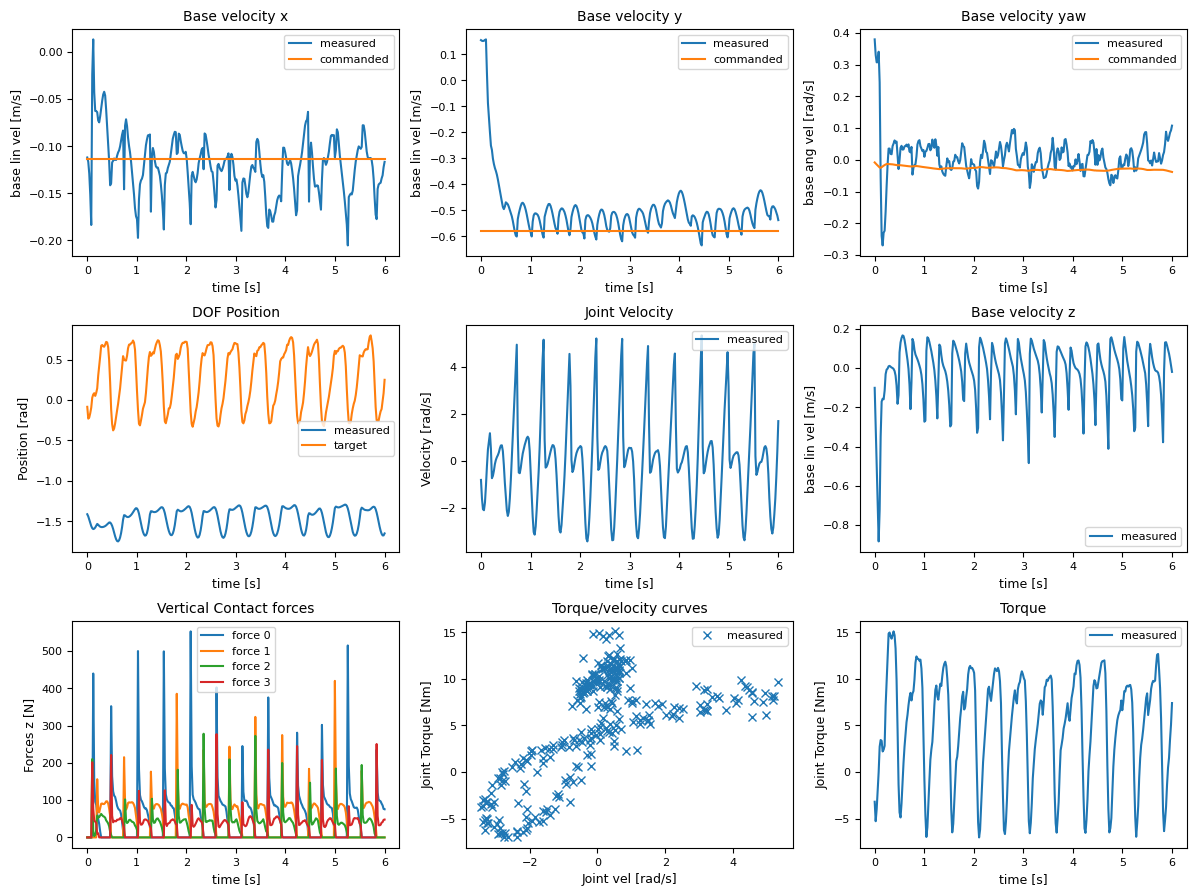 Base velocity x
base lin vel [m/s]
0.00
−0.05
−0.10
−0.15
−0.20
measured
commanded
0 1 2 3 4 5 6
time [s]
Base velocity y
base lin vel [m/s]
0.1
0.0
−0.1
−0.2
−0.3
−0.4
−0.5
−0.6
measured
commanded
0 1 2 3 4 5 6
time [s]
Base velocity yaw
base ang vel [rad/s]
0.4
0.3
0.2
0.1
0.0
−0.1
−0.2
−0.3
measured
commanded
0 1 2 3 4 5 6
time [s]
DOF Position
Position [rad]
0.5
0.0
−0.5
−1.0
−1.5
measured
target
0 1 2 3 4 5 6
time [s]
Joint Velocity
Velocity [rad/s]
4
2
0
−2
measured
0 1 2 3 4 5 6
time [s]
Base velocity z
base lin vel [m/s]
0.2
0.0
−0.2
−0.4
−0.6
−0.8
measured
0 1 2 3 4 5 6
time [s]
Vertical Contact forces
Forces z [N]
500
400
300
200
100
0
force 0
force 1
force 2
force 3
0 1 2 3 4 5 6
time [s]
Torque/velocity curves
Joint Torque [Nm]
15
10
5
0
−5
measured
−2 0 2 4
Joint vel [rad/s]
Torque
Joint Torque [Nm]
15
10
5
0
−5
measured
0 1 2 3 4 5 6
time [s]